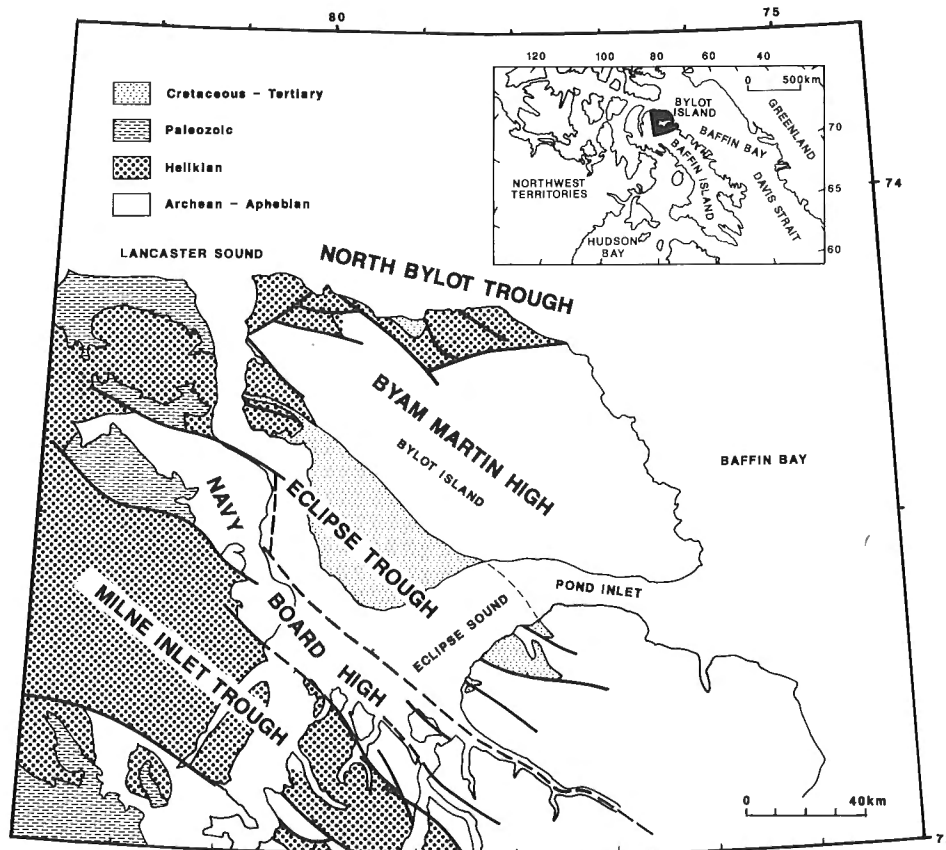 80
75
Cretaceous - Tertiary
Paleozoic
Helikian
Archean - Aphebian
120
100
80
60
40
0 500km
BYLOT
ISLAND
GREENLAND
BAFFIN BAY
70
BAFFIN ISLAND
DAVIS STRAIT
NORTHWEST
TERRITORIES
65
HUDSON
BAY
60
74
LANCASTER SOUND
NORTH BYLOT TROUGH
BYAM MARTIN HIGH
BYLOT ISLAND
BAFFIN BAY
NAVY
BOARD
HIGH
ECLIPSE TROUGH
POND INLET
ECLIPSE SOUND
MILNE INLET TROUGH
0 40km
7